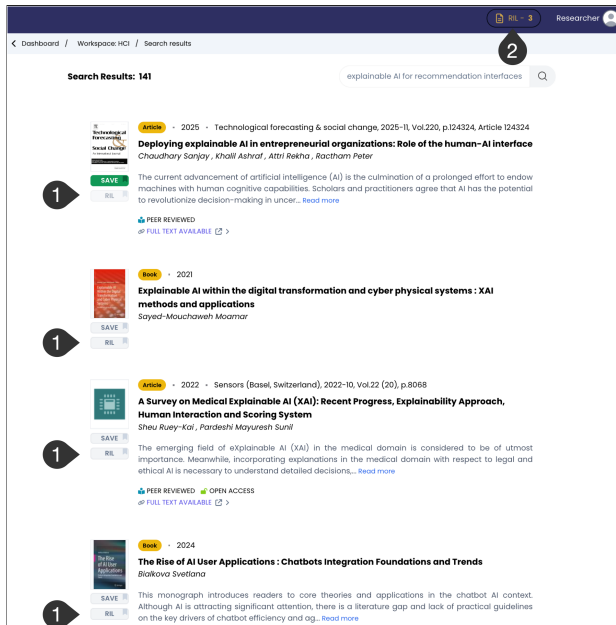 RIL - 3
Researcher
2
Dashboard / Workspace: HCI / Search results
Search Results: 141
explainable AI for recommendation interfaces
Technological Forecasting & Social Change
Article • 2025 • Technological forecasting & social change, 2025-11, Vol.220, p.124324, Article 124324
Deploying explainable AI in entrepreneurial organizations: Role of the human-AI interface
Chaudhary Sanjay , Khalil Ashraf , Attri Rekha , Ractham Peter
SAVE
RIL
1
The current advancement of artificial intelligence (AI) is the culmination of a prolonged effort to endow
machines with human cognitive capabilities. Scholars and practitioners agree that AI has the potential
to revolutionize decision-making in uncer... Read more
PEER REVIEWED
FULL TEXT AVAILABLE >
Book • 2021
Explainable AI within the digital transformation and cyber physical systems : XAI
methods and applications
Sayed-Mouchaweh Moamar
SAVE
RIL
1
Article • 2022 • Sensors (Basel, Switzerland), 2022-10, Vol.22 (20), p.8068
A Survey on Medical Explainable AI (XAI): Recent Progress, Explainability Approach,
Human Interaction and Scoring System
Sheu Ruey-Kai , Pardeshi Mayuresh Sunil
SAVE
RIL
1
The emerging field of eXplainable AI (XAI) in the medical domain is considered to be of utmost
importance. Meanwhile, incorporating explanations in the medical domain with respect to legal and
ethical AI is necessary to understand detailed decisions,... Read more
PEER REVIEWED OPEN ACCESS
FULL TEXT AVAILABLE >
Book • 2024
The Rise of AI User Applications : Chatbots Integration Foundations and Trends
Bialkova Svetlana
The Rise of AI User Applications
SAVE
RIL
1
This monograph introduces readers to core theories and applications in the chatbot AI context.
Although AI is attracting significant attention, there is a literature gap and lack of practical guidelines
on the key drivers of chatbot efficiency and ag... Read more